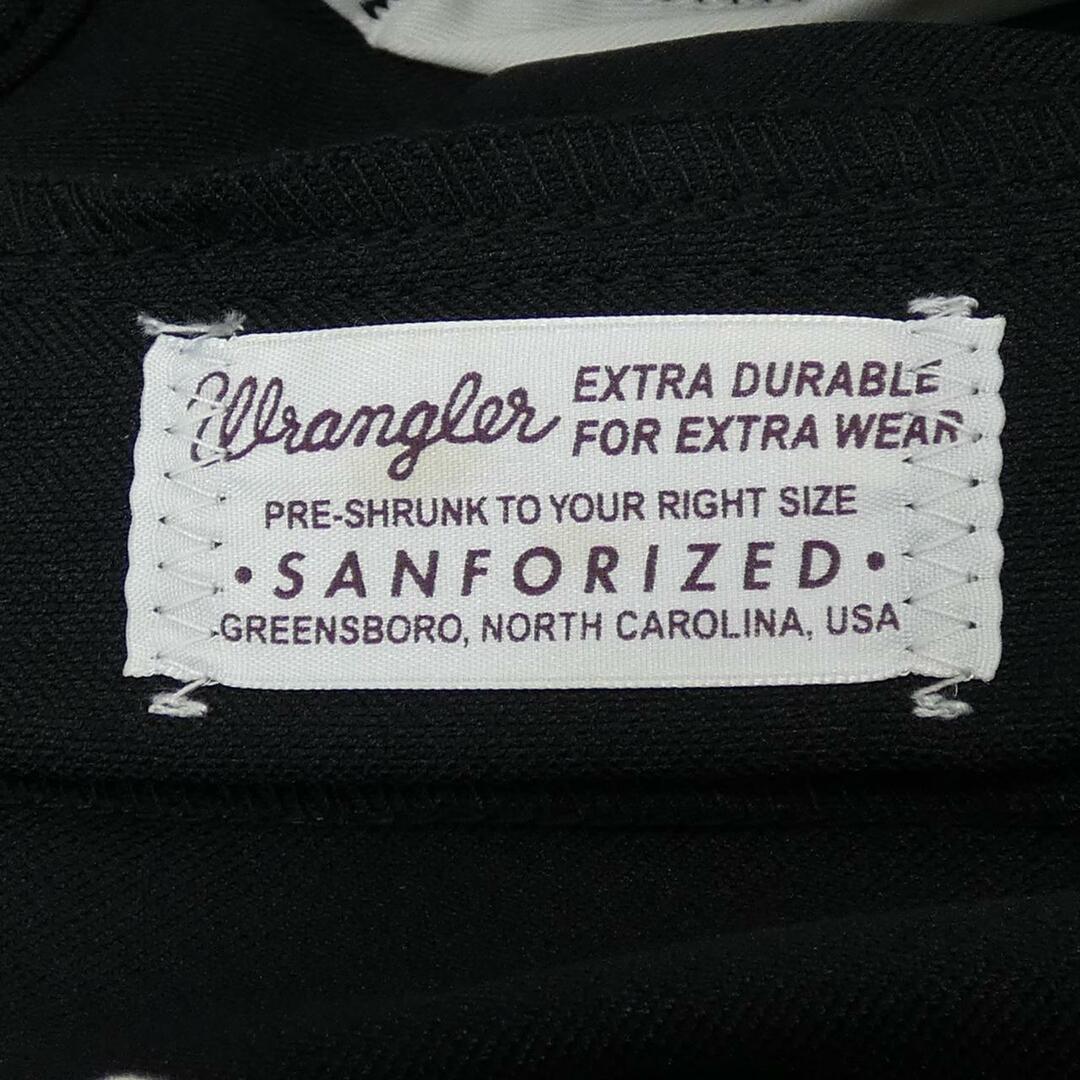 Wrangler EXTRA DURABLE
FOR EXTRA WEAR
PRE-SHRUNK TO YOUR RIGHT SIZE
• SANFORIZED •
GREENSBORO, NORTH CAROLINA, USA